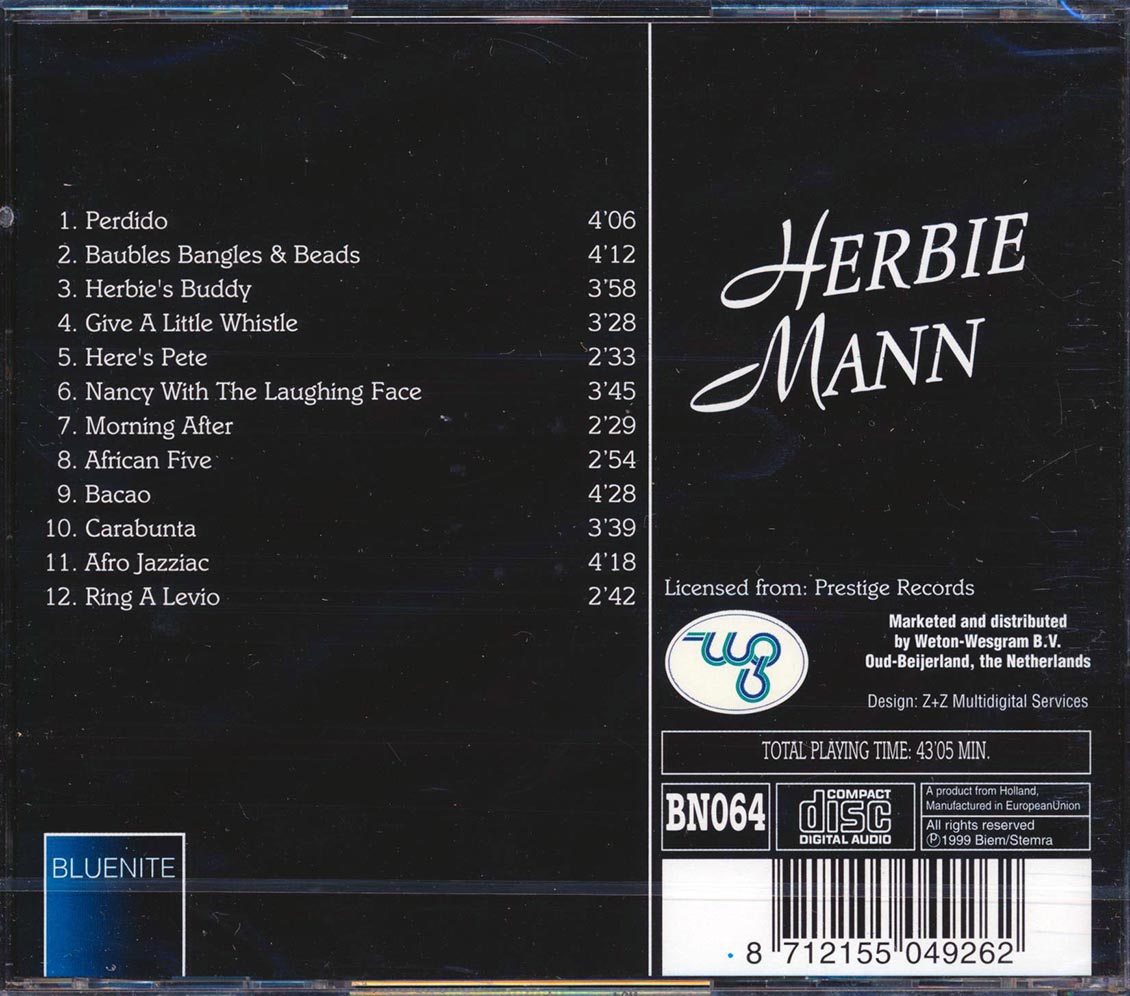 1. Perdido 4'06
2. Baubles Bangles & Beads 4'12
3. Herbie's Buddy 3'58
4. Give A Little Whistle 3'28
5. Here's Pete 2'33
6. Nancy With The Laughing Face 3'45
7. Morning After 2'29
8. African Five 2'54
9. Bacao 4'28
10. Carabunta 3'39
11. Afro Jazziac 4'18
12. Ring A Levio 2'42
BLUENITE
HERBIE
MANN
Licensed from: Prestige Records
Marketed and distributed
by Weton-Wesgram B.V.
Oud-Beijerland, the Netherlands
Design: Z+Z Multidigital Services
TOTAL PLAYING TIME: 43'05 MIN.
BN064
COMPACT
disc
DIGITAL AUDIO
A product from Holland,
Manufactured in EuropeanUnion
All rights reserved
℗1999 Biem/Stemra
8 712155 049262